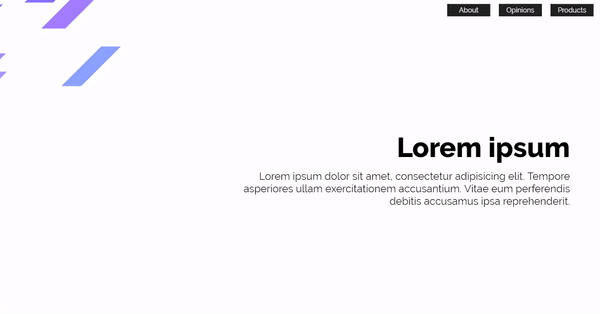 About
Opinions
Products
Lorem ipsum
Lorem ipsum dolor sit amet, consectetur adipisicing elit. Tempore
asperiores ullam exercitationem accusantium. Vitae eum perferendis
debitis accusamus ipsa reprehenderit.